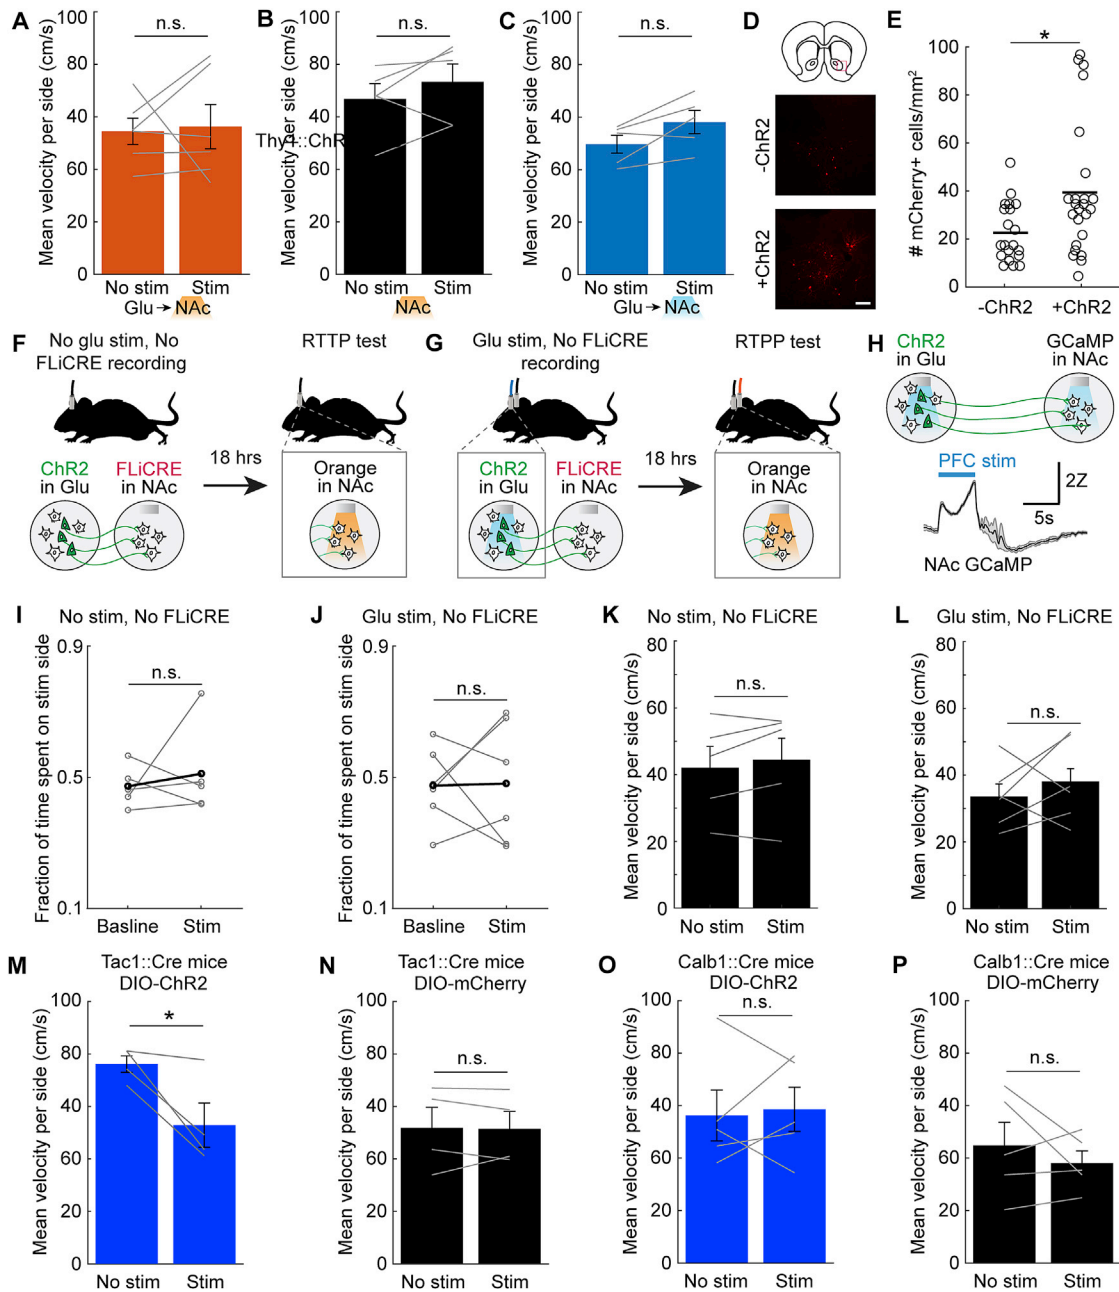 A
n.s.
Mean velocity per side (cm/s)
100
80
40
60
20
0
No stim Stim
Glu → NAc
B
n.s.
Mean velocity per side (cm/s)
100
80
40
60
20
0
Thy1::ChR
No stim Stim
NAc
C
n.s.
Mean velocity per side (cm/s)
100
80
40
60
20
0
No stim Stim
Glu → NAc
D
-ChR2
+ChR2
E
*
# mCherry+ cells/mm²
100
80
60
40
20
0
-ChR2 +ChR2
F
No glu stim, No
FLiCRE recording
RTTP test
ChR2
in Glu
FLiCRE
in NAc
18 hrs
Orange
in NAc
G
Glu stim, No FLiCRE
recording
RTPP test
ChR2
in Glu
FLiCRE
in NAc
18 hrs
Orange
in NAc
H
ChR2
in Glu
GCaMP
in NAc
PFC stim
2Z
5s
NAc GCaMP
I
No stim, No FLiCRE
n.s.
Fraction of time spent on stim side
0.9
0.5
0.1
Basline Stim
J
Glu stim, No FLiCRE
n.s.
Fraction of time spent on stim side
0.9
0.5
0.1
Baseline Stim
K
No stim, No FLiCRE
n.s.
Mean velocity per side (cm/s)
80
60
40
20
0
No stim Stim
L
Glu stim, No FLiCRE
n.s.
Mean velocity per side (cm/s)
80
60
40
20
0
No stim Stim
M
Tac1::Cre mice
DIO-ChR2
*
Mean velocity per side (cm/s)
100
80
40
60
20
0
No stim Stim
N
Tac1::Cre mice
DIO-mCherry
n.s.
Mean velocity per side (cm/s)
100
80
40
60
20
0
No stim Stim
O
Calb1::Cre mice
DIO-ChR2
n.s.
Mean velocity per side (cm/s)
100
80
40
60
20
0
No stim Stim
P
Calb1::Cre mice
DIO-mCherry
n.s.
Mean velocity per side (cm/s)
100
80
40
60
20
0
No stim Stim